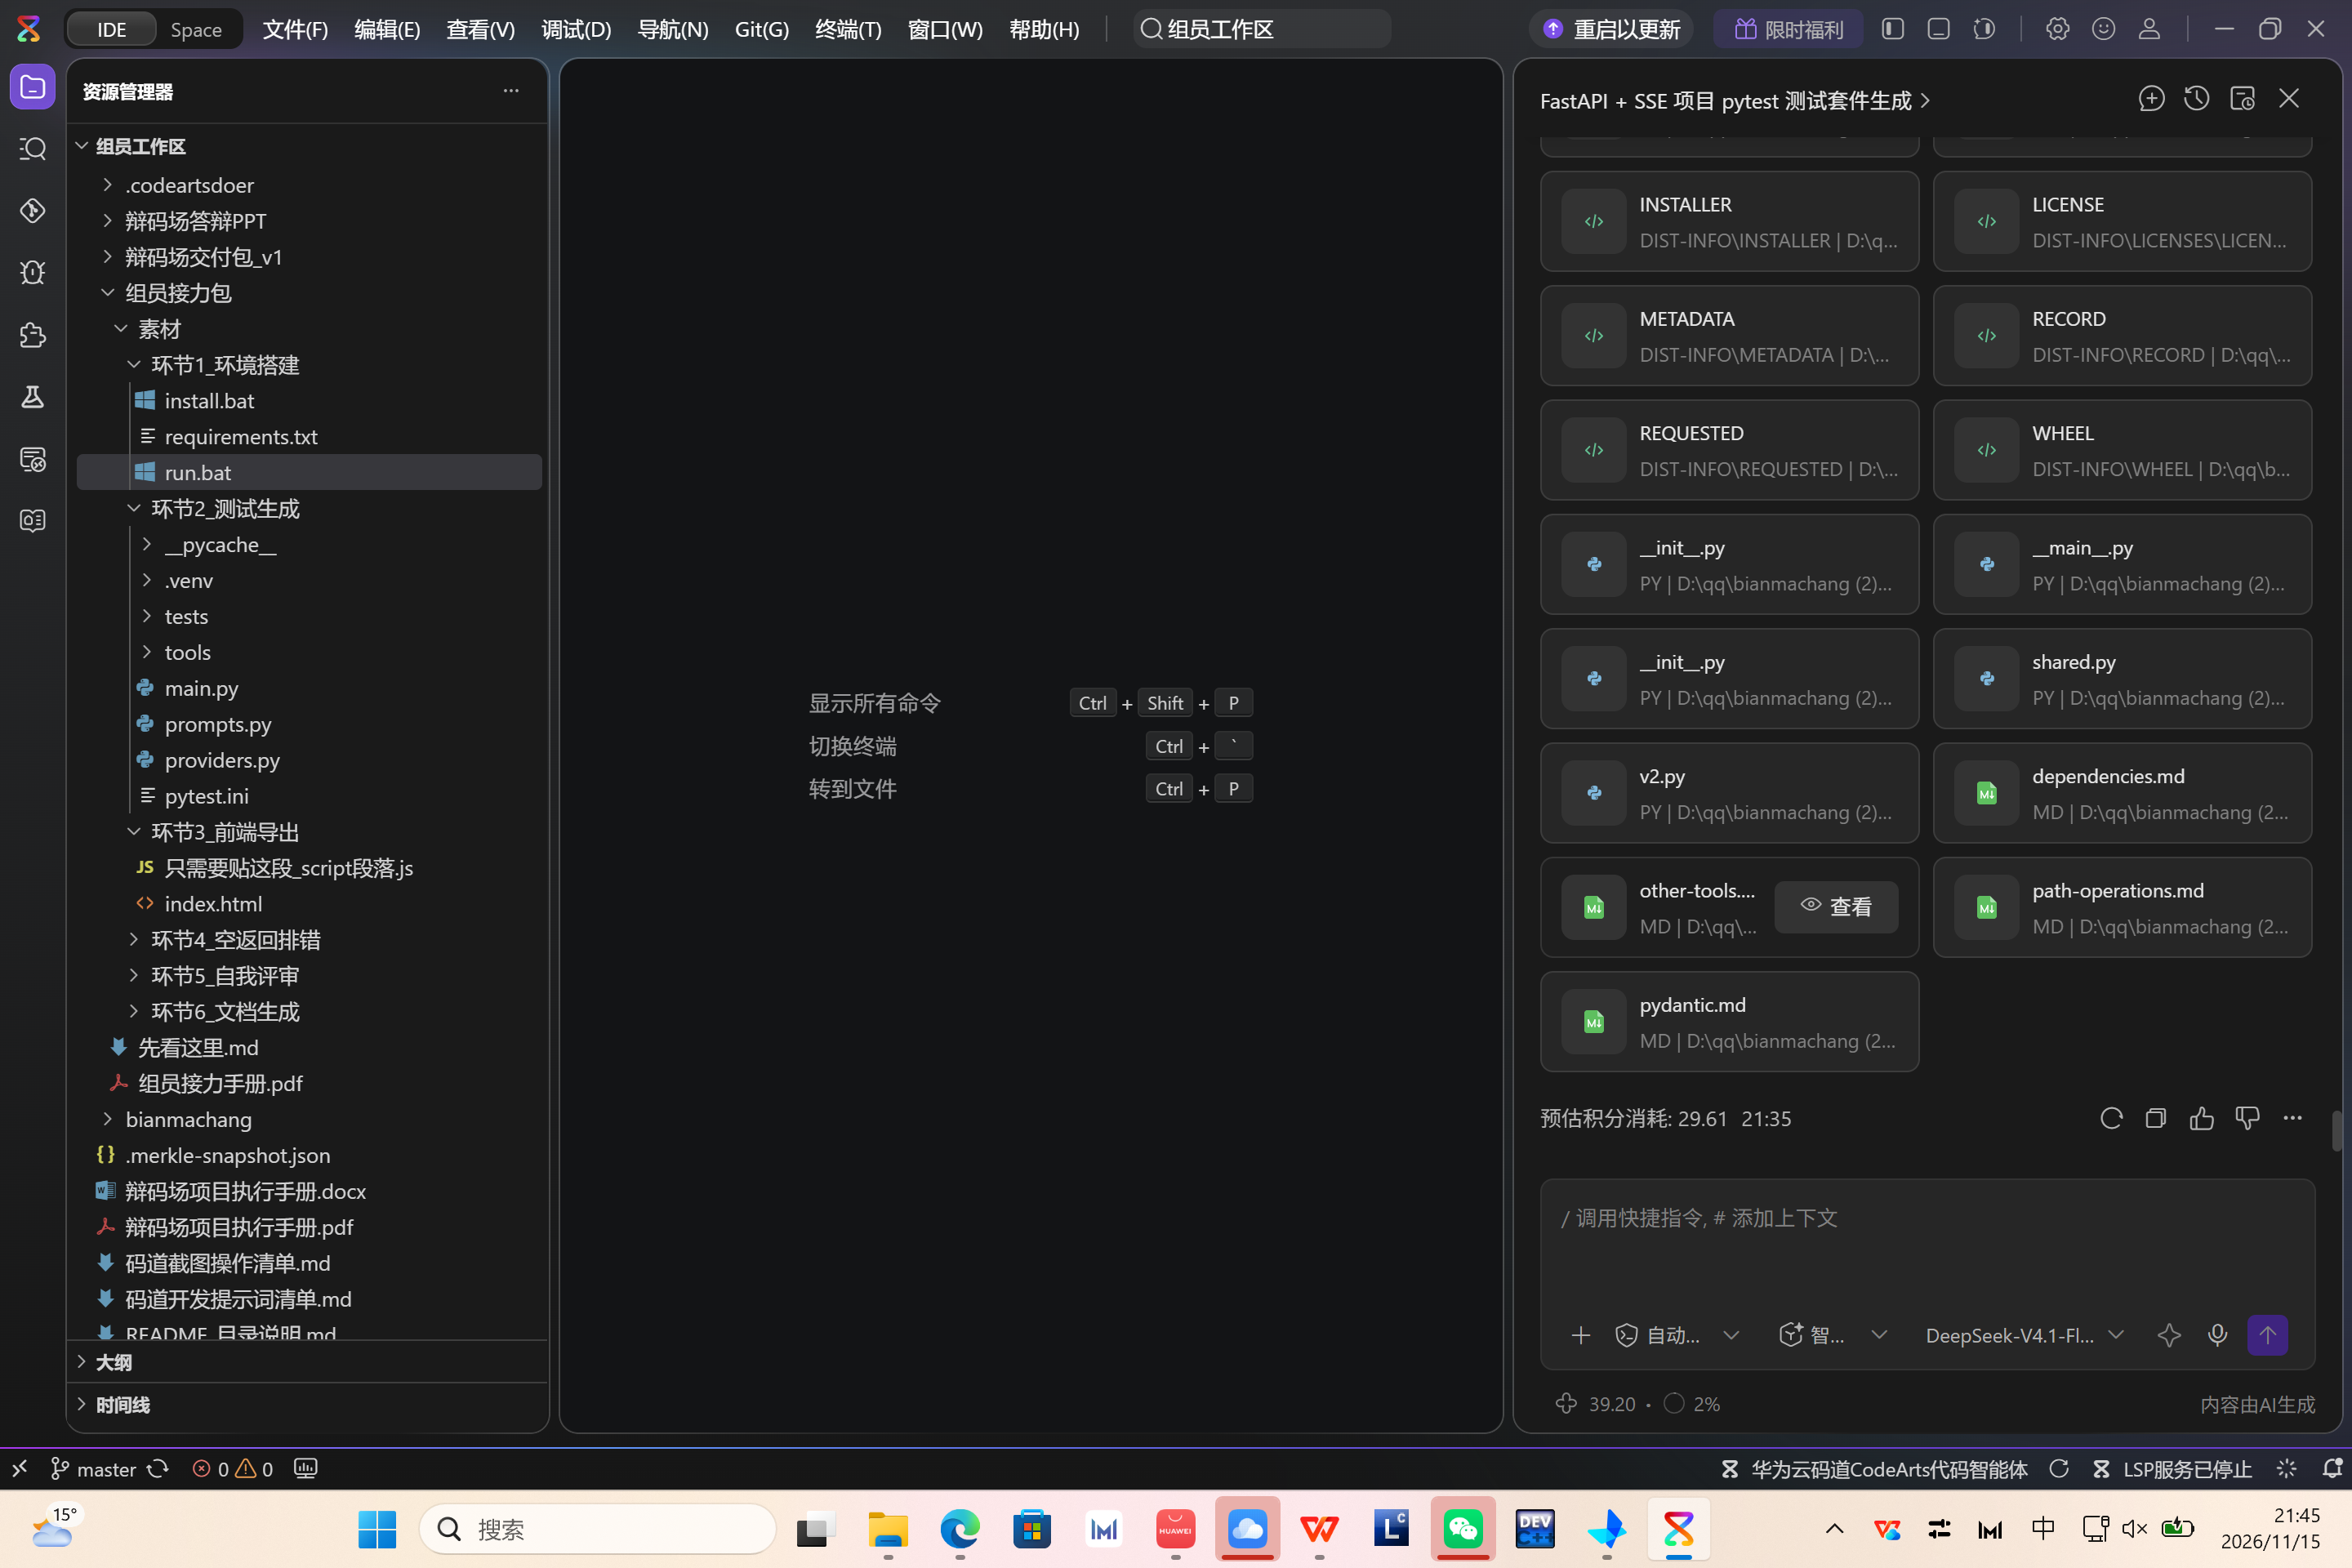 IDE Space 文件(F) 编辑(E) 查看(V) 调试(D) 导航(N) Git(G) 终端(T) 窗口(W) 帮助(H) 组员工作区 重启以更新 限时福利
资源管理器
组员工作区
.codeartsdoer
辩码场答辩PPT
辩码场交付包_v1
组员接力包
素材
环节1_环境搭建
install.bat
requirements.txt
run.bat
环节2_测试生成
__pycache__
.venv
tests
tools
main.py
prompts.py
providers.py
pytest.ini
环节3_前端导出
JS 只需要贴这段_script段落.js
index.html
环节4_空返回排错
环节5_自我评审
环节6_文档生成
先看这里.md
组员接力手册.pdf
bianmachang
.merkle-snapshot.json
辩码场项目执行手册.docx
辩码场项目执行手册.pdf
码道截图操作清单.md
码道开发提示词清单.md
README_目录说明.md
大纲
时间线
显示所有命令 Ctrl + Shift + P
切换终端 Ctrl + `
转到文件 Ctrl + P
FastAPI + SSE 项目 pytest 测试套件生成
INSTALLER
DIST-INFO\INSTALLER | D:\q...
LICENSE
DIST-INFO\LICENSES\LICEN...
METADATA
DIST-INFO\METADATA | D:\...
RECORD
DIST-INFO\RECORD | D:\qq\...
REQUESTED
DIST-INFO\REQUESTED | D:\...
WHEEL
DIST-INFO\WHEEL | D:\qq\b...
__init__.py
PY | D:\qq\bianmachang (2)...
__main__.py
PY | D:\qq\bianmachang (2)...
__init__.py
PY | D:\qq\bianmachang (2)...
shared.py
PY | D:\qq\bianmachang (2)...
v2.py
PY | D:\qq\bianmachang (2)...
dependencies.md
MD | D:\qq\bianmachang (2...
other-tools....
MD | D:\qq\...
查看
path-operations.md
MD | D:\qq\bianmachang (2...
pydantic.md
MD | D:\qq\bianmachang (2...
预估积分消耗: 29.61 21:35
/ 调用快捷指令, # 添加上下文
自动... 智... DeepSeek-V4.1-Fl...
39.20 • 2% 内容由AI生成
master 0 0 华为云码道CodeArts代码智能体 LSP服务已停止
15° 搜索 HUAWEI LC DEV C++ 中 21:45
2026/11/15